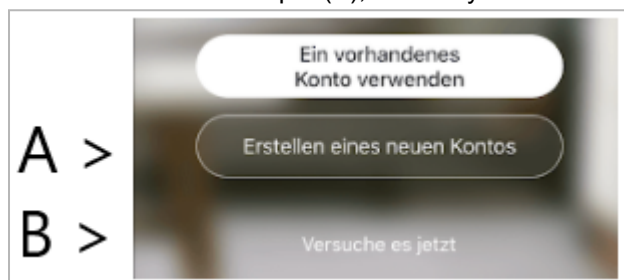 Ein vorhandenes
Konto verwenden
A >
Erstellen eines neuen Kontos
B >
Versuche es jetzt